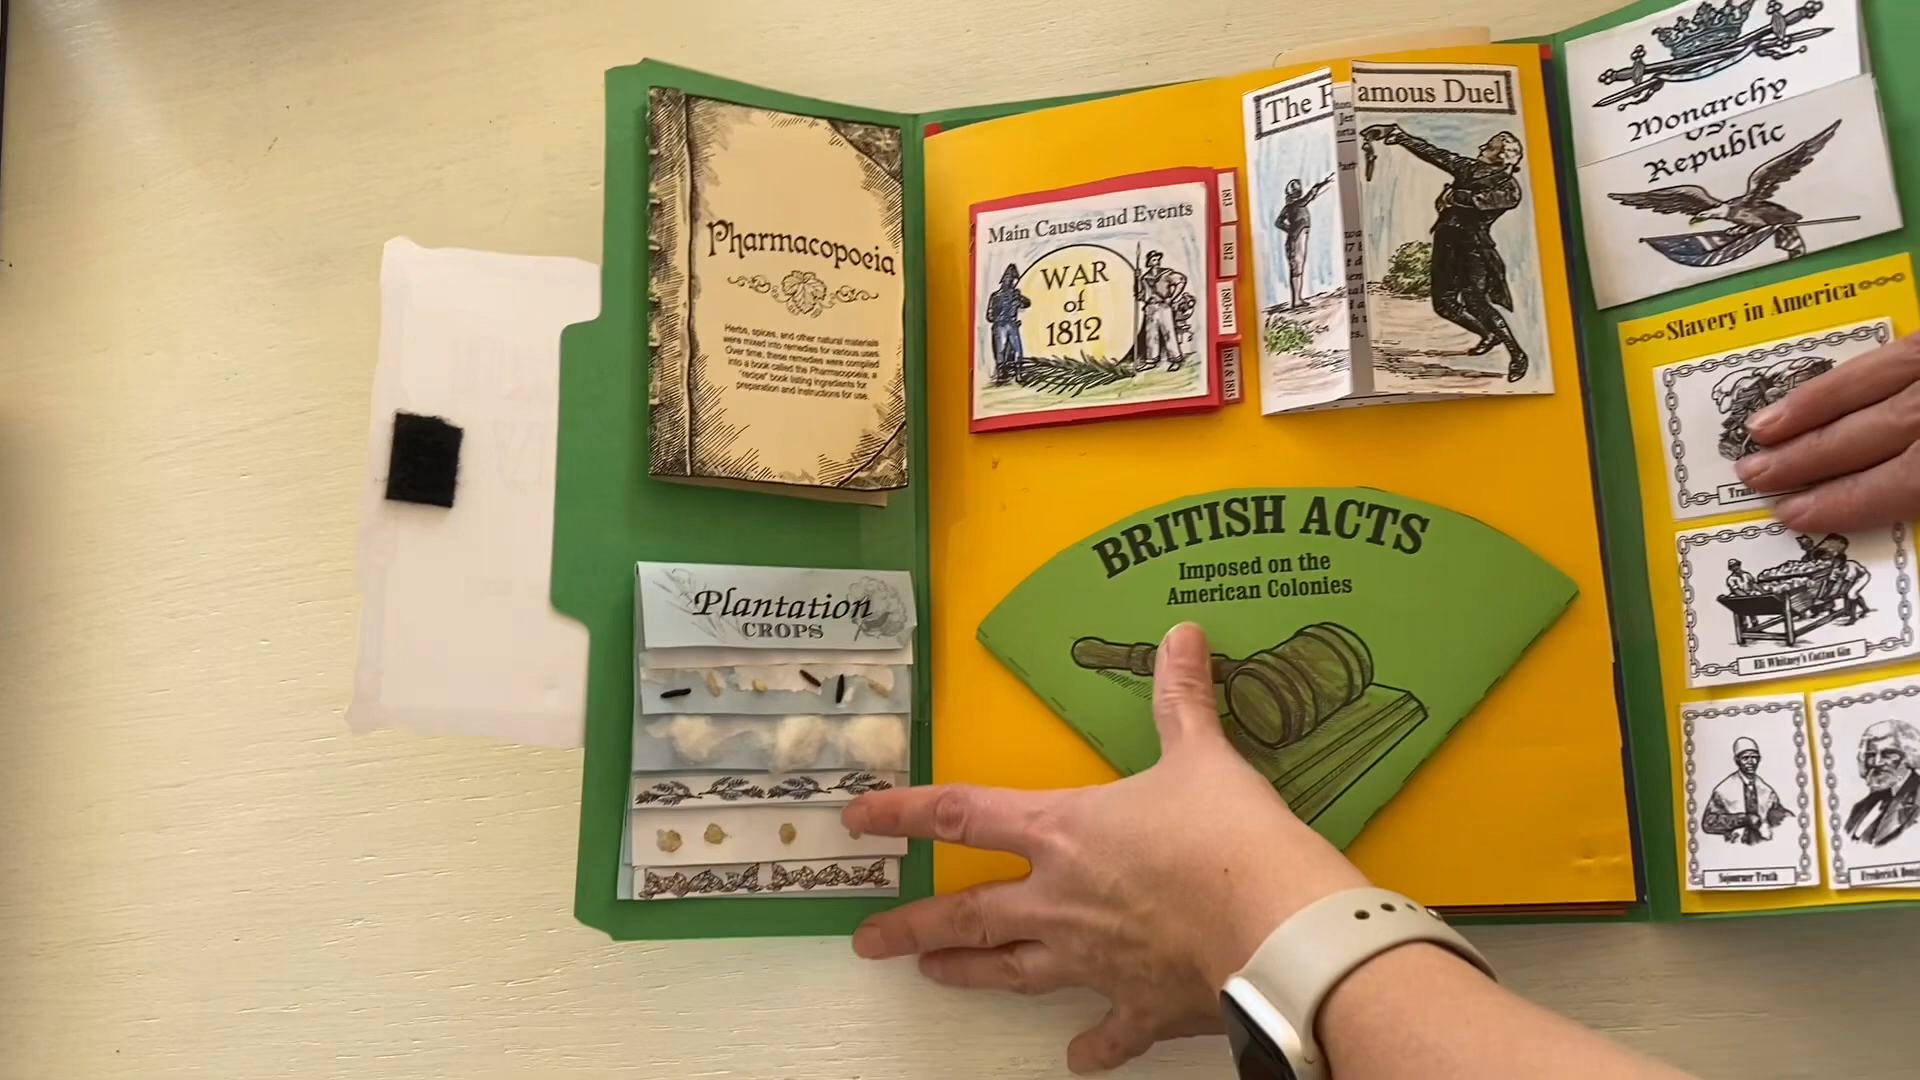 Pharmacopoeia
Herbs, spices, and other natural materials
were mixed into remedies for various uses.
Over time, these remedies were compiled
into a book called the Pharmacopoeia, a
"recipe" book listing ingredients for
preparation and instructions for use.
Plantation
CROPS
Main Causes and Events
WAR
of
1812
1813
1812
1803-1811
1814 & 1815
The F
amous Duel
BRITISH ACTS
Imposed on the
American Colonies
Monarchy
vs.
Republic
Slavery in America
Eli Whitney's Cotton Gin
Sojourner Truth
Frederick